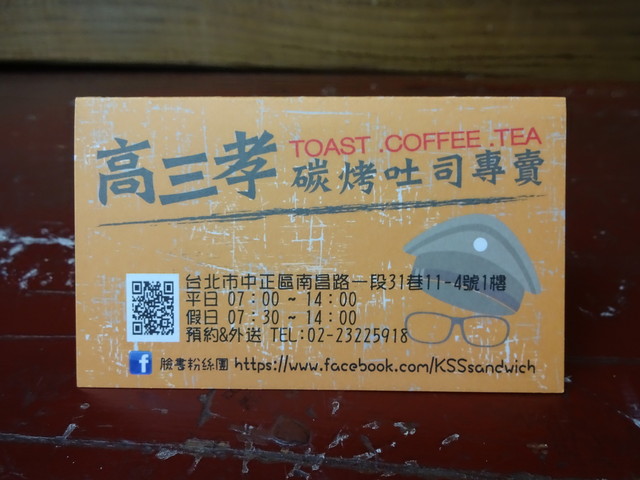 高三孝
TOAST .COFFEE .TEA
碳烤吐司專賣
台北市中正區南昌路一段31巷11-4號1樓
平日 07：00 ~ 14：00
假日 07：30 ~ 14：00
預約&外送 TEL:02-23225918
f 臉書粉絲團 https://www.facebook.com/KSSsandwich